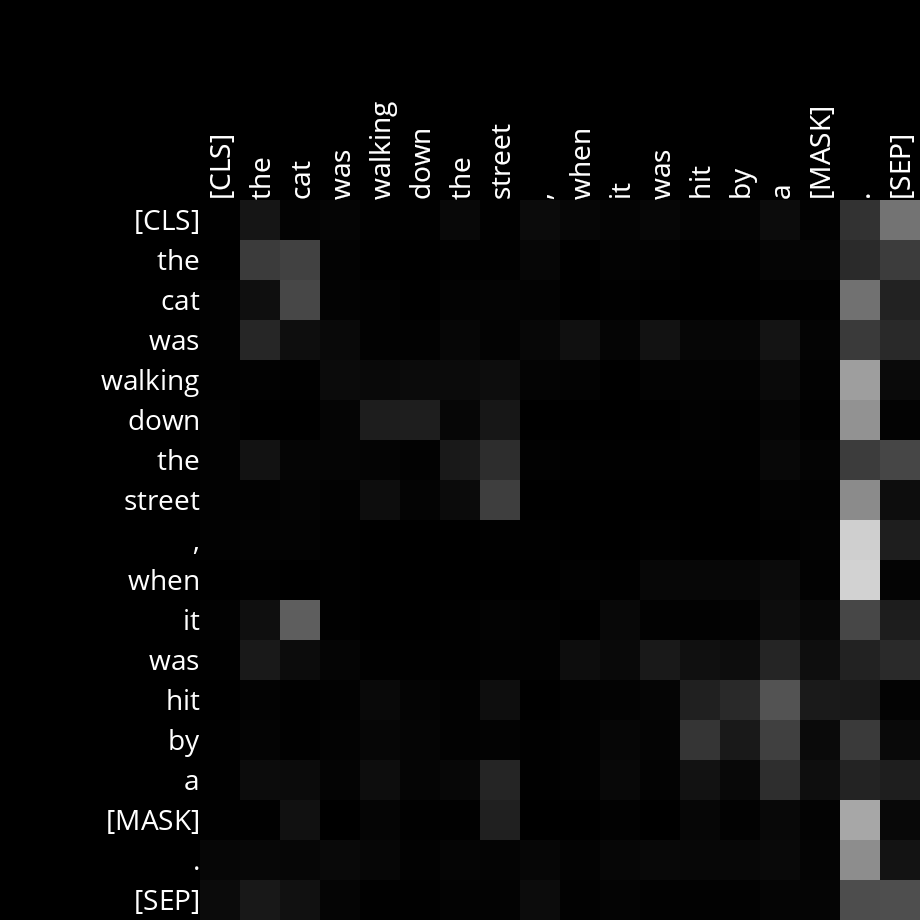 [CLS] the cat was walking down the street , when it was hit by a [MASK] . [SEP]
[CLS]
the
cat
was
walking
down
the
street
,
when
it
was
hit
by
a
[MASK]
.
[SEP]